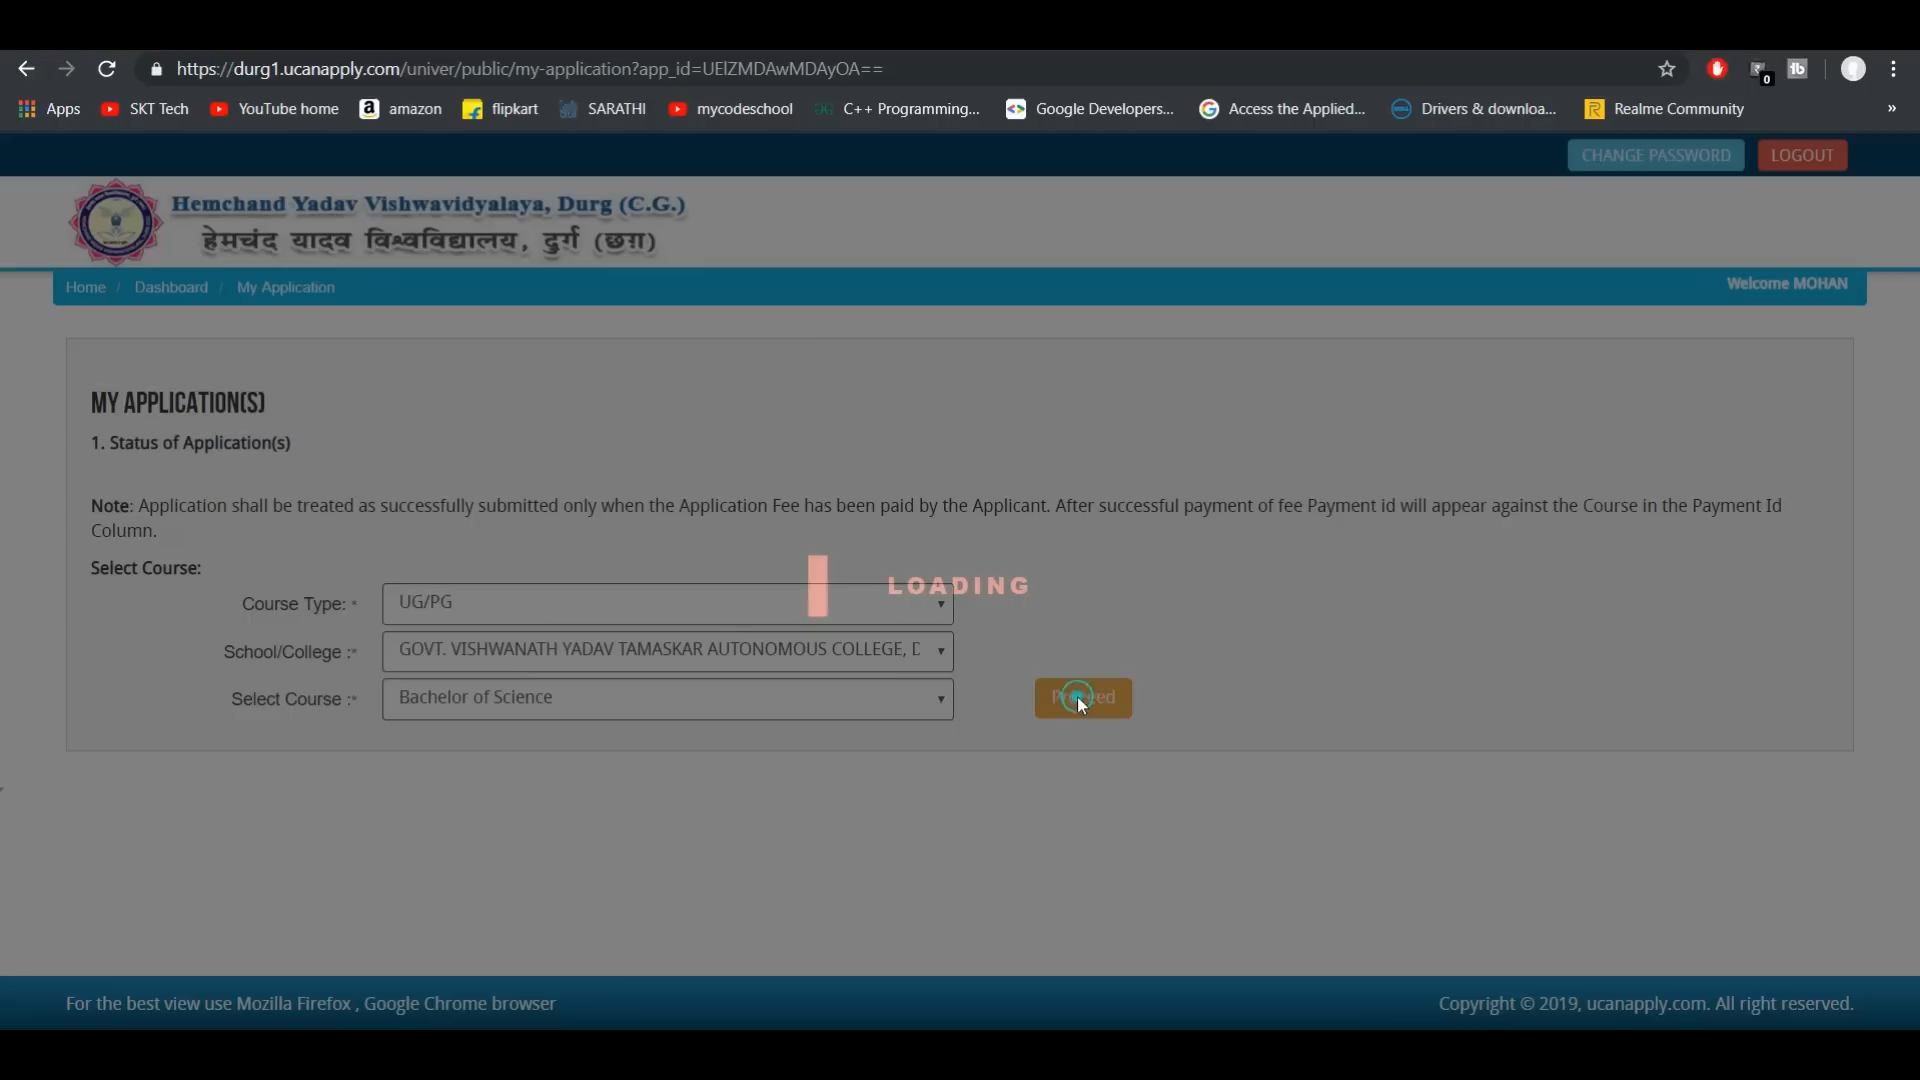 https://durg1.ucanapply.com/univer/public/my-application?app_id=UElZMDAwMDAyOA==
0
Apps SKT Tech YouTube home amazon flipkart SARATHI mycodeschool C++ Programming... Google Developers... Access the Applied... Drivers & downloa... Realme Community »
CHANGE PASSWORD LOGOUT
Hemchand Yadav Vishwavidyalaya, Durg (C.G.)
हेमचंद यादव विश्वविद्यालय, दुर्ग (छग़)
Home / Dashboard / My Application Welcome MOHAN
MY APPLICATION(S)
1. Status of Application(s)
Note: Application shall be treated as successfully submitted only when the Application Fee has been paid by the Applicant. After successful payment of fee Payment id will appear against the Course in the Payment Id
Column.
Select Course:
LOADING
Course Type: * UG/PG
School/College :* GOVT. VISHWANATH YADAV TAMASKAR AUTONOMOUS COLLEGE, D
Select Course :* Bachelor of Science Proceed
For the best view use Mozilla Firefox , Google Chrome browser Copyright © 2019, ucanapply.com. All right reserved.